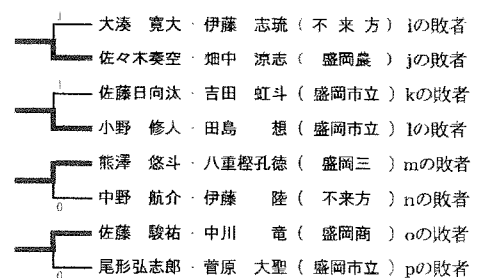 1 大湊 寛大・伊藤 志琉 ( 不 来 方 ) iの敗者
佐々木奏空・畑中 涼志 ( 盛岡農 ) jの敗者
1 佐藤日向汰・吉田 虹斗 ( 盛岡市立 ) kの敗者
小野 修人・田島 想 ( 盛岡市立 ) lの敗者
熊澤 悠斗・八重樫孔徳 ( 盛岡三 ) mの敗者
0 中野 航介・伊藤 陸 ( 不来方 ) nの敗者
佐藤 駿祐・中川 竜 ( 盛岡商 ) oの敗者
0 尾形弘志郎・菅原 大聖 ( 盛岡市立 ) pの敗者